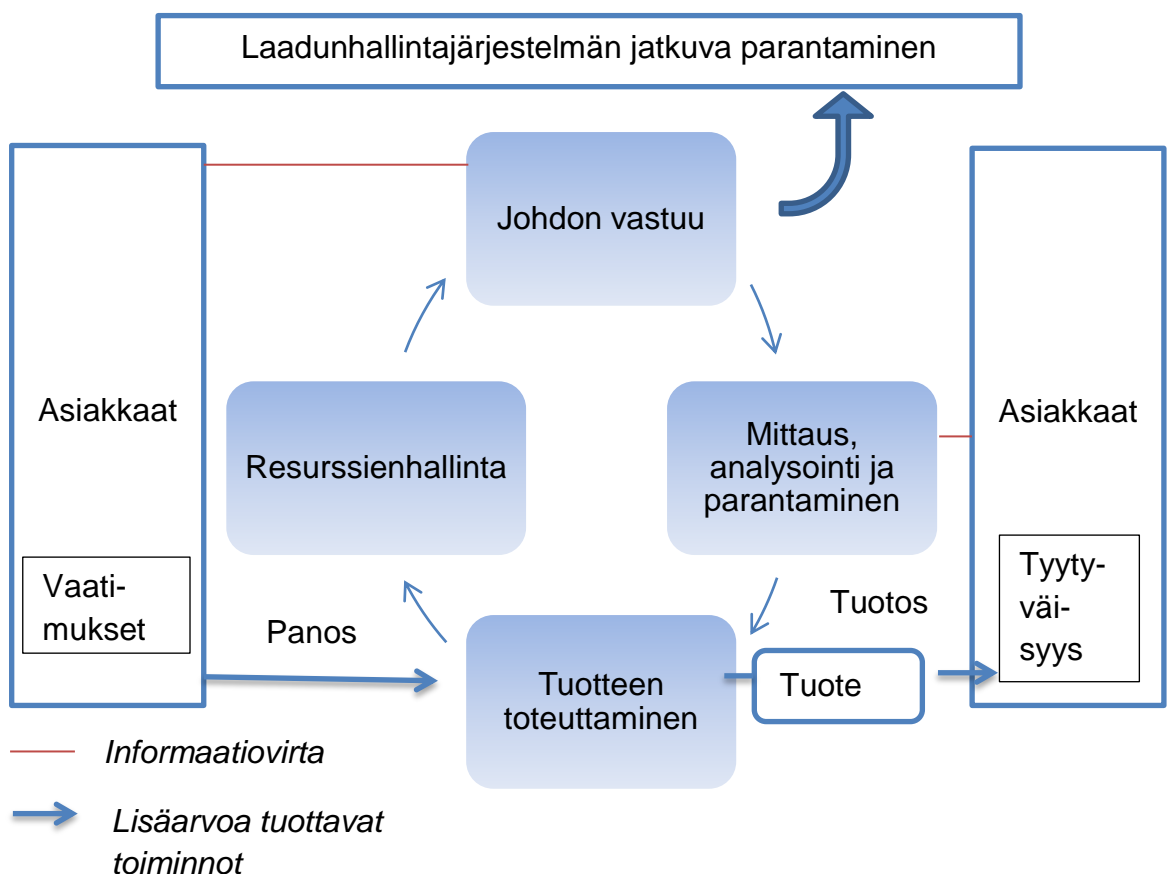 Laadunhallintajärjestelmän jatkuva parantaminen
Johdon vastuu
Asiakkaat
Resurssienhallinta
Mittaus,
analysointi ja
parantaminen
Asiakkaat
Vaati-
mukset
Panos
Tuotteen
toteuttaminen
Tuotos
Tuote
Tyyty-
väi-
syys
Informaatiovirta
Lisäarvoa tuottavat
toiminnot